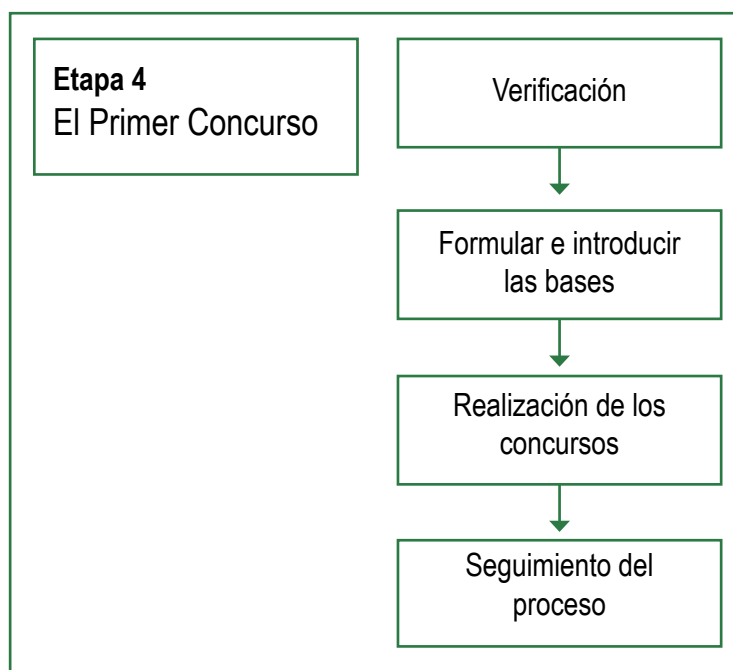 Etapa 4
El Primer Concurso
Verificación
Formular e introducir
las bases
Realización de los
concursos
Seguimiento del
proceso